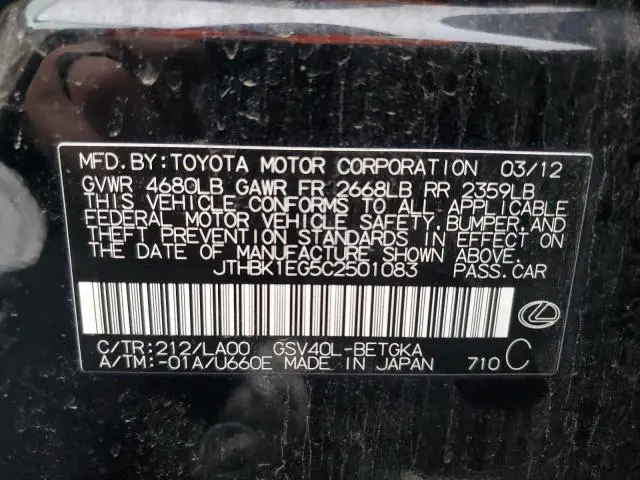 MFD. BY: TOYOTA MOTOR CORPORATION 03/12
GVWR 4680LB GAWR FR 2668LB RR 2359LB
THIS VEHICLE CONFORMS TO ALL APPLICABLE
FEDERAL MOTOR VEHICLE SAFETY, BUMPER, AND
THEFT PREVENTION STANDARDS IN EFFECT ON
THE DATE OF MANUFACTURE SHOWN ABOVE.
JTHBK1EG5C2501083 PASS. CAR
C/TR: 212/LA00 GSV40L-BETGKA
A/TM: -01A/U660E MADE IN JAPAN 710 C